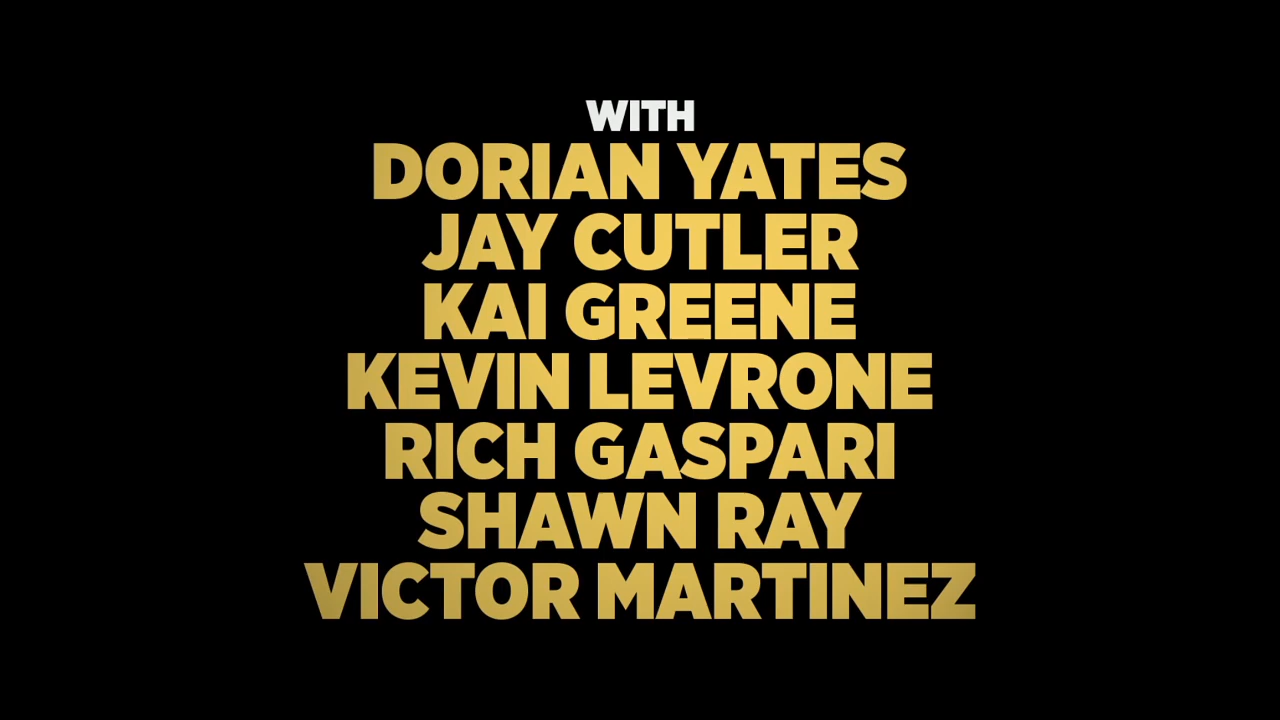 WITH
DORIAN YATES
JAY CUTLER
KAI GREENE
KEVIN LEVRONE
RICH GASPARI
SHAWN RAY
VICTOR MARTINEZ